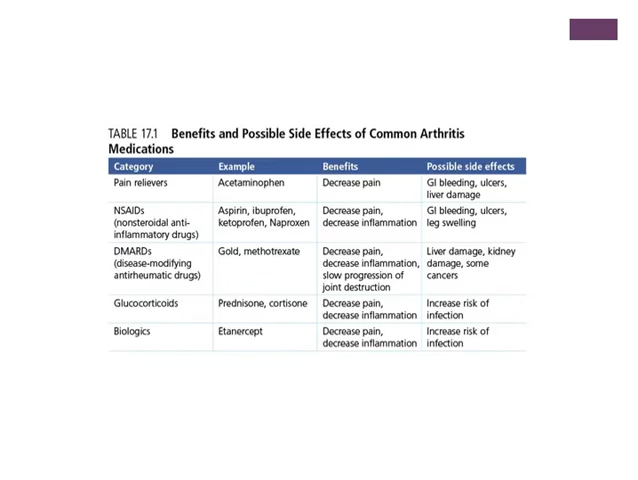 TABLE 17.1 Benefits and Possible Side Effects of Common Arthritis
Medications
Category Example Benefits Possible side effects
Pain relievers Acetaminophen Decrease pain GI bleeding, ulcers,
liver damage
NSAIDs Aspirin, ibuprofen, Decrease pain, GI bleeding, ulcers,
(nonsteroidal anti- ketoprofen, Naproxen decrease inflammation leg swelling
inflammatory drugs)
DMARDs Gold, methotrexate Decrease pain, Liver damage, kidney
(disease-modifying decrease inflammation, damage, some
antirheumatic drugs) slow progression of cancers
joint destruction
Glucocorticoids Prednisone, cortisone Decrease pain, Increase risk of
decrease inflammation infection
Biologics Etanercept Decrease pain, Increase risk of
decrease inflammation infection